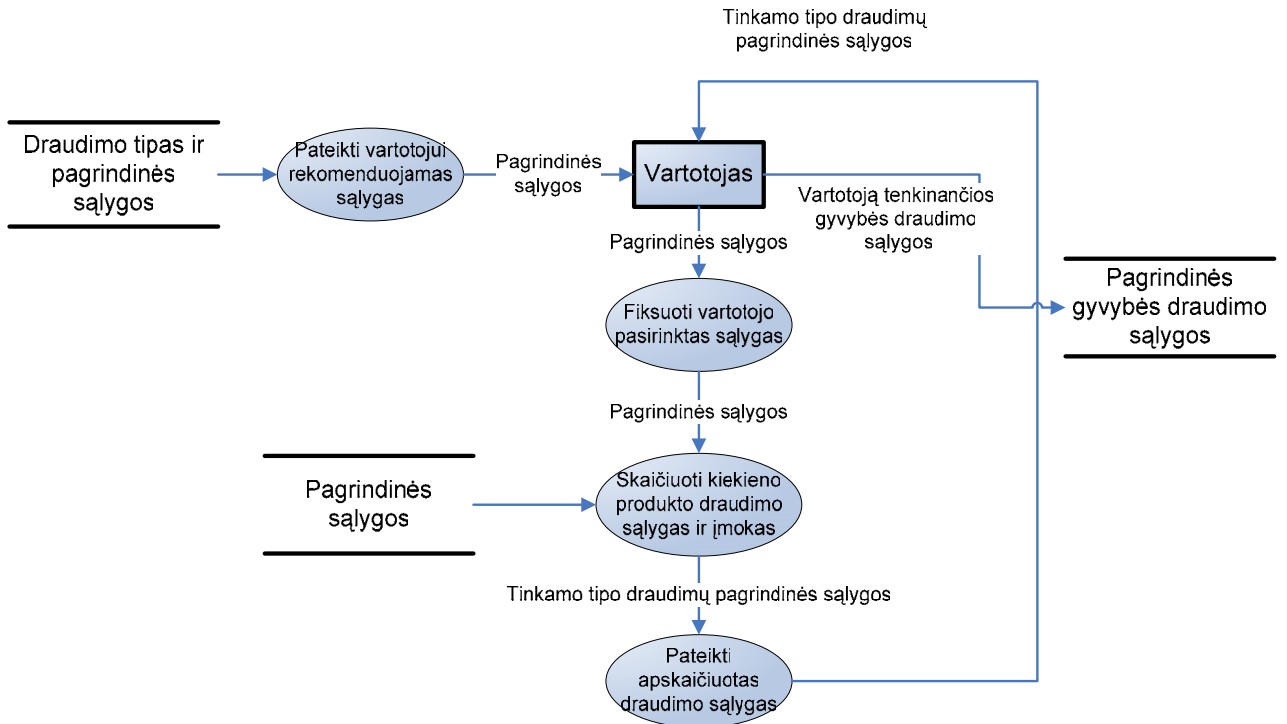 Tinkamo tipo draudimų
pagrindinės sąlygos
Draudimo tipas ir
pagrindinės
sąlygos
Pateikti vartotojui
rekomenduojamas
sąlygas
Pagrindinės
sąlygos
Vartotojas
Vartotoją tenkinančios
gyvybės draudimo
sąlygos
Pagrindinės sąlygos
Pagrindinės
gyvybės draudimo
sąlygos
Fiksuoti vartotojo
pasirinktas sąlygas
Pagrindinės sąlygos
Pagrindinės
sąlygos
Skaičiuoti kiekieno
produkto draudimo
sąlygas ir įmokas
Tinkamo tipo draudimų pagrindinės sąlygos
Pateikti
apskaičiuotas
draudimo sąlygas